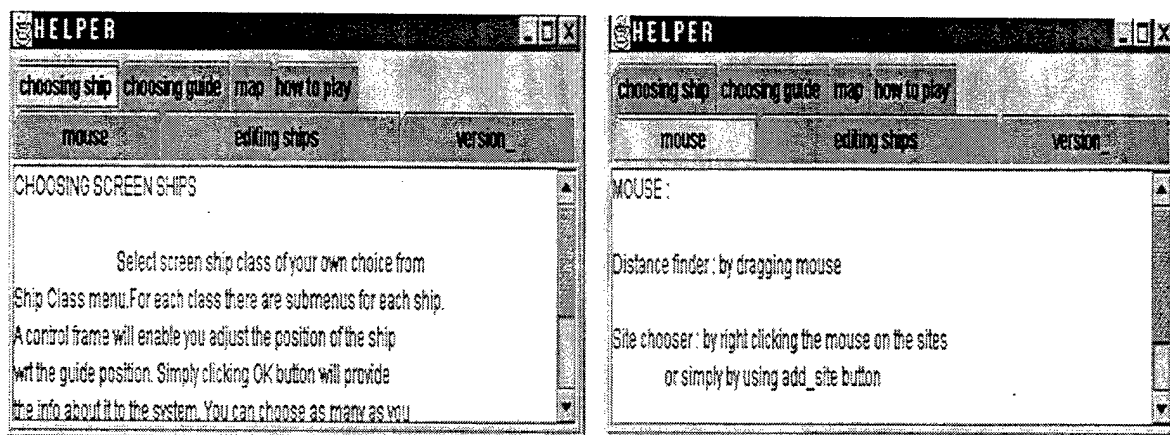 HELPER
choosing ship choosing guide map how to play
mouse editing ships version_
CHOOSING SCREEN SHIPS
Select screen ship class of your own choice from
Ship Class menu.For each class there are submenus for each ship.
A control frame will enable you adjust the position of the ship
wrt the guide position. Simply clicking OK button will provide
the info about it to the system. You can choose as many as you
HELPER
choosing ship choosing guide map how to play
mouse editing ships version_
MOUSE :
Distance finder : by dragging mouse
Site chooser : by right clicking the mouse on the sites
or simply by using add_site button